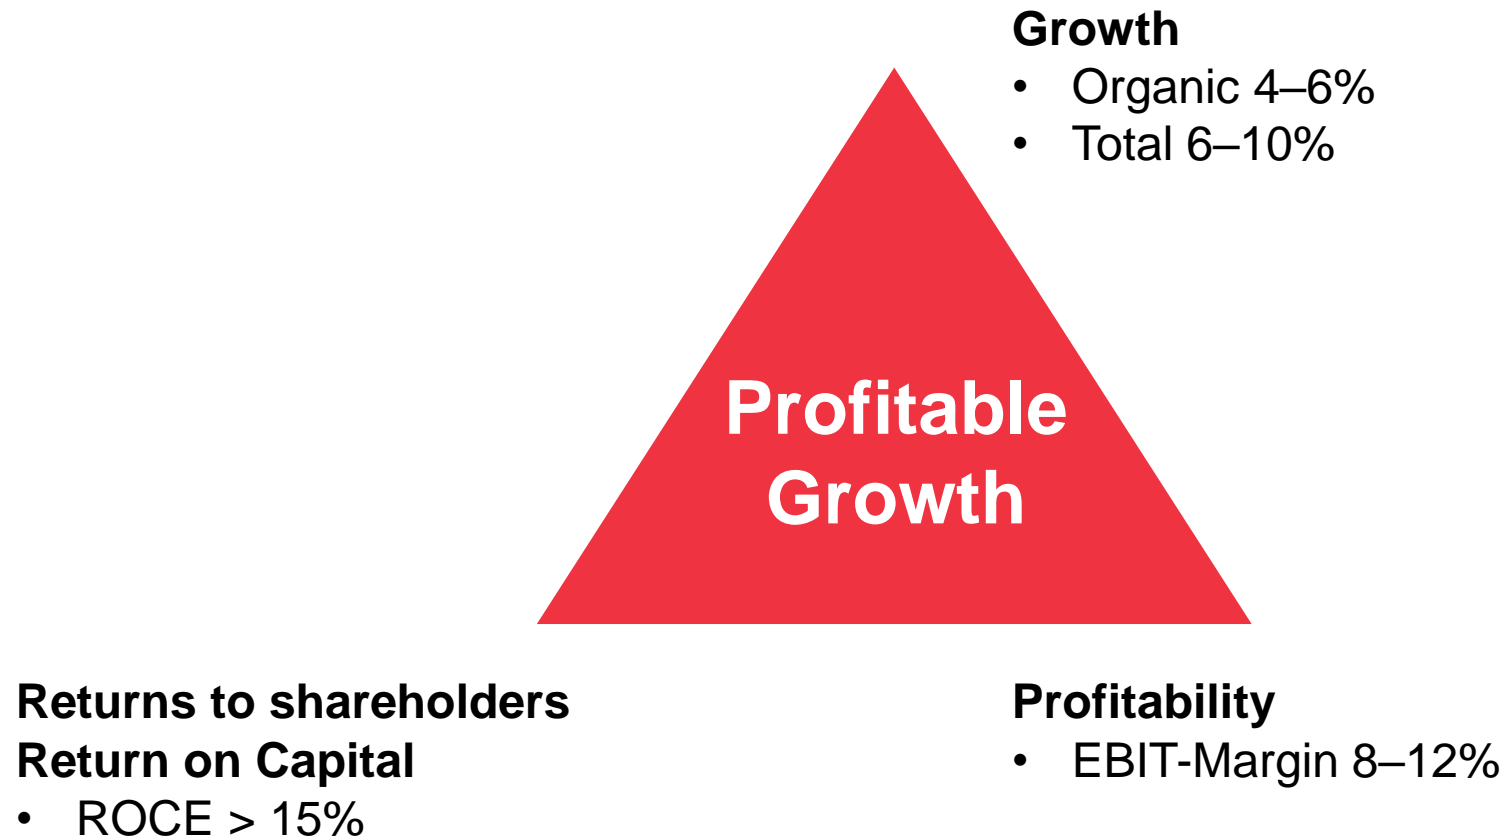 Growth
• Organic 4–6%
• Total 6–10%
Profitable
Growth
Returns to shareholders
Return on Capital
• ROCE > 15%
Profitability
• EBIT-Margin 8–12%